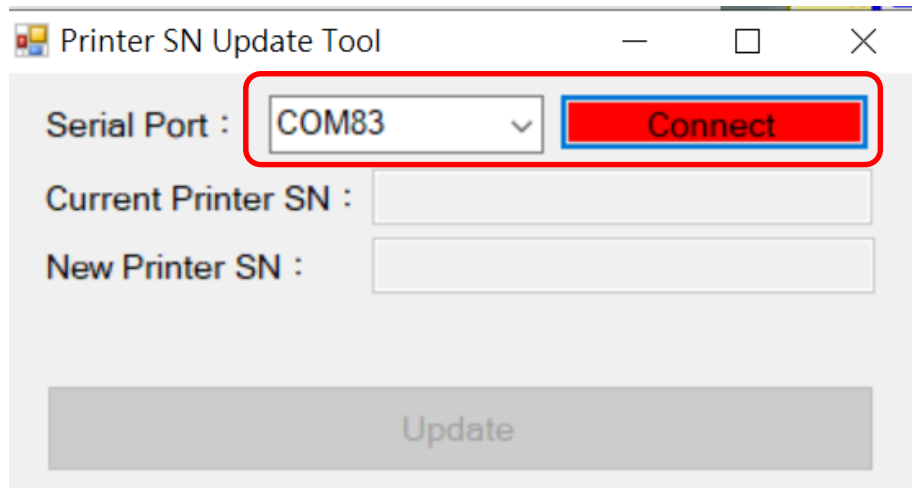 Printer SN Update Tool
Serial Port： COM83 Connect
Current Printer SN：
New Printer SN：
Update